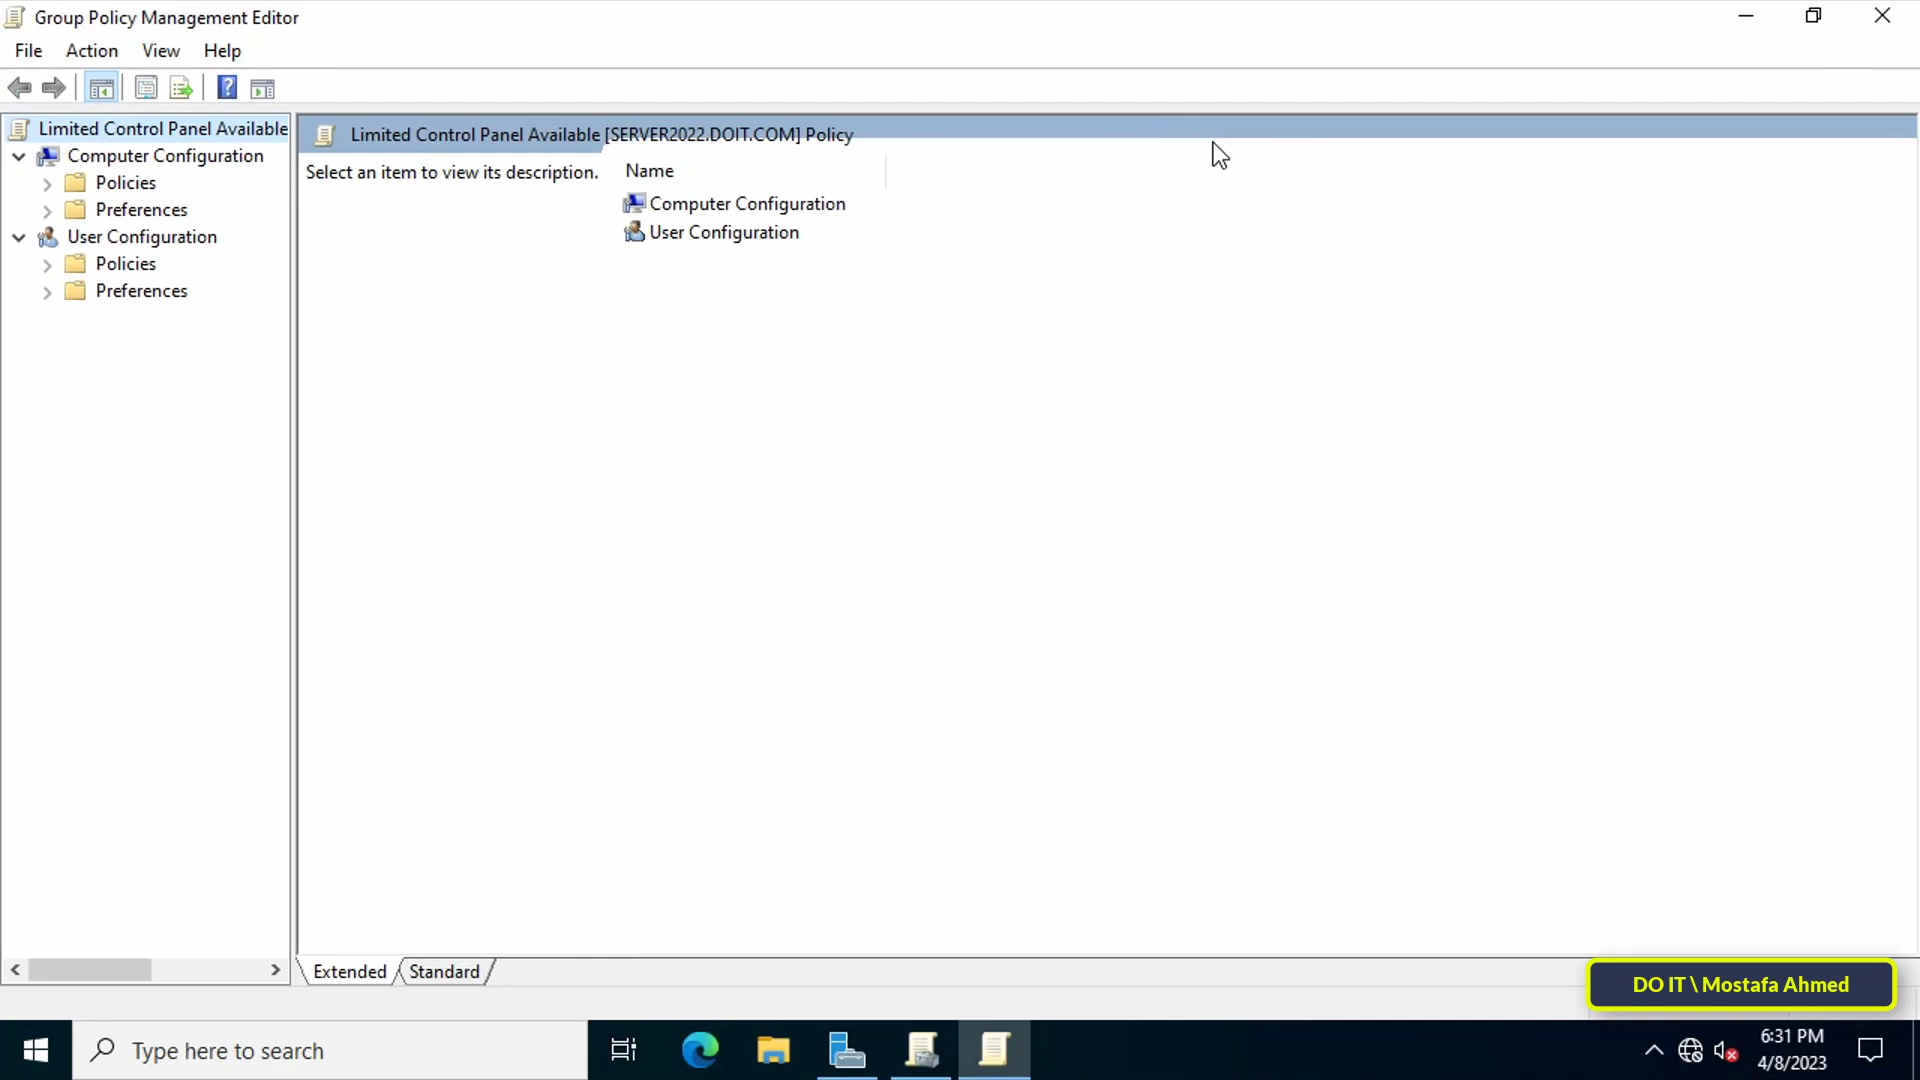 Group Policy Management Editor
File Action View Help
Limited Control Panel Available
Computer Configuration
Policies
Preferences
User Configuration
Policies
Preferences
Limited Control Panel Available [SERVER2022.DOIT.COM] Policy
Select an item to view its description.
Name
Computer Configuration
User Configuration
Extended Standard
DO IT \ Mostafa Ahmed
Type here to search
6:31 PM
4/8/2023